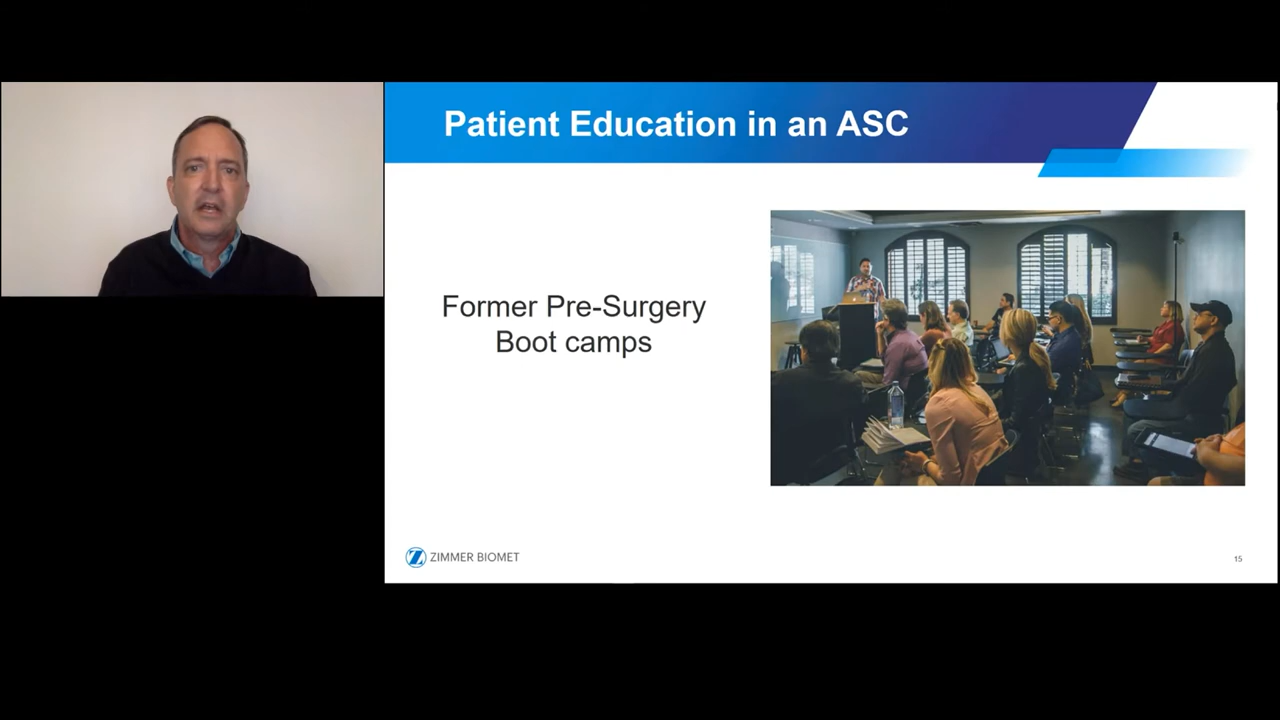 Patient Education in an ASC
Former Pre-Surgery
Boot camps
ZIMMER BIOMET
15